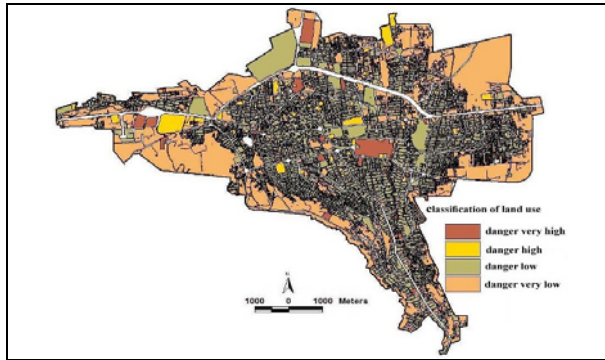 classification of land use
danger very high
danger high
danger low
danger very low
N
1000 0 1000 Meters